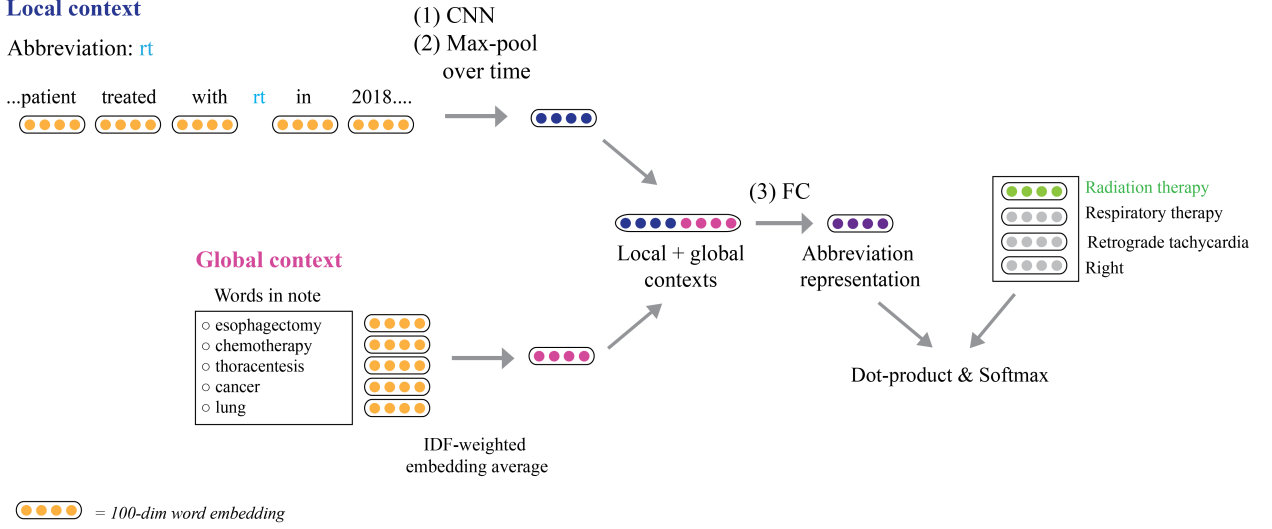 Local context
Abbreviation: rt
...patient treated with rt in 2018....
(1) CNN
(2) Max-pool
over time
Global context
Words in note
○ esophagectomy
○ chemotherapy
○ thoracentesis
○ cancer
○ lung
IDF-weighted
embedding average
Local + global
contexts
(3) FC
Abbreviation
representation
Radiation therapy
Respiratory therapy
Retrograde tachycardia
Right
Dot-product & Softmax
= 100-dim word embedding